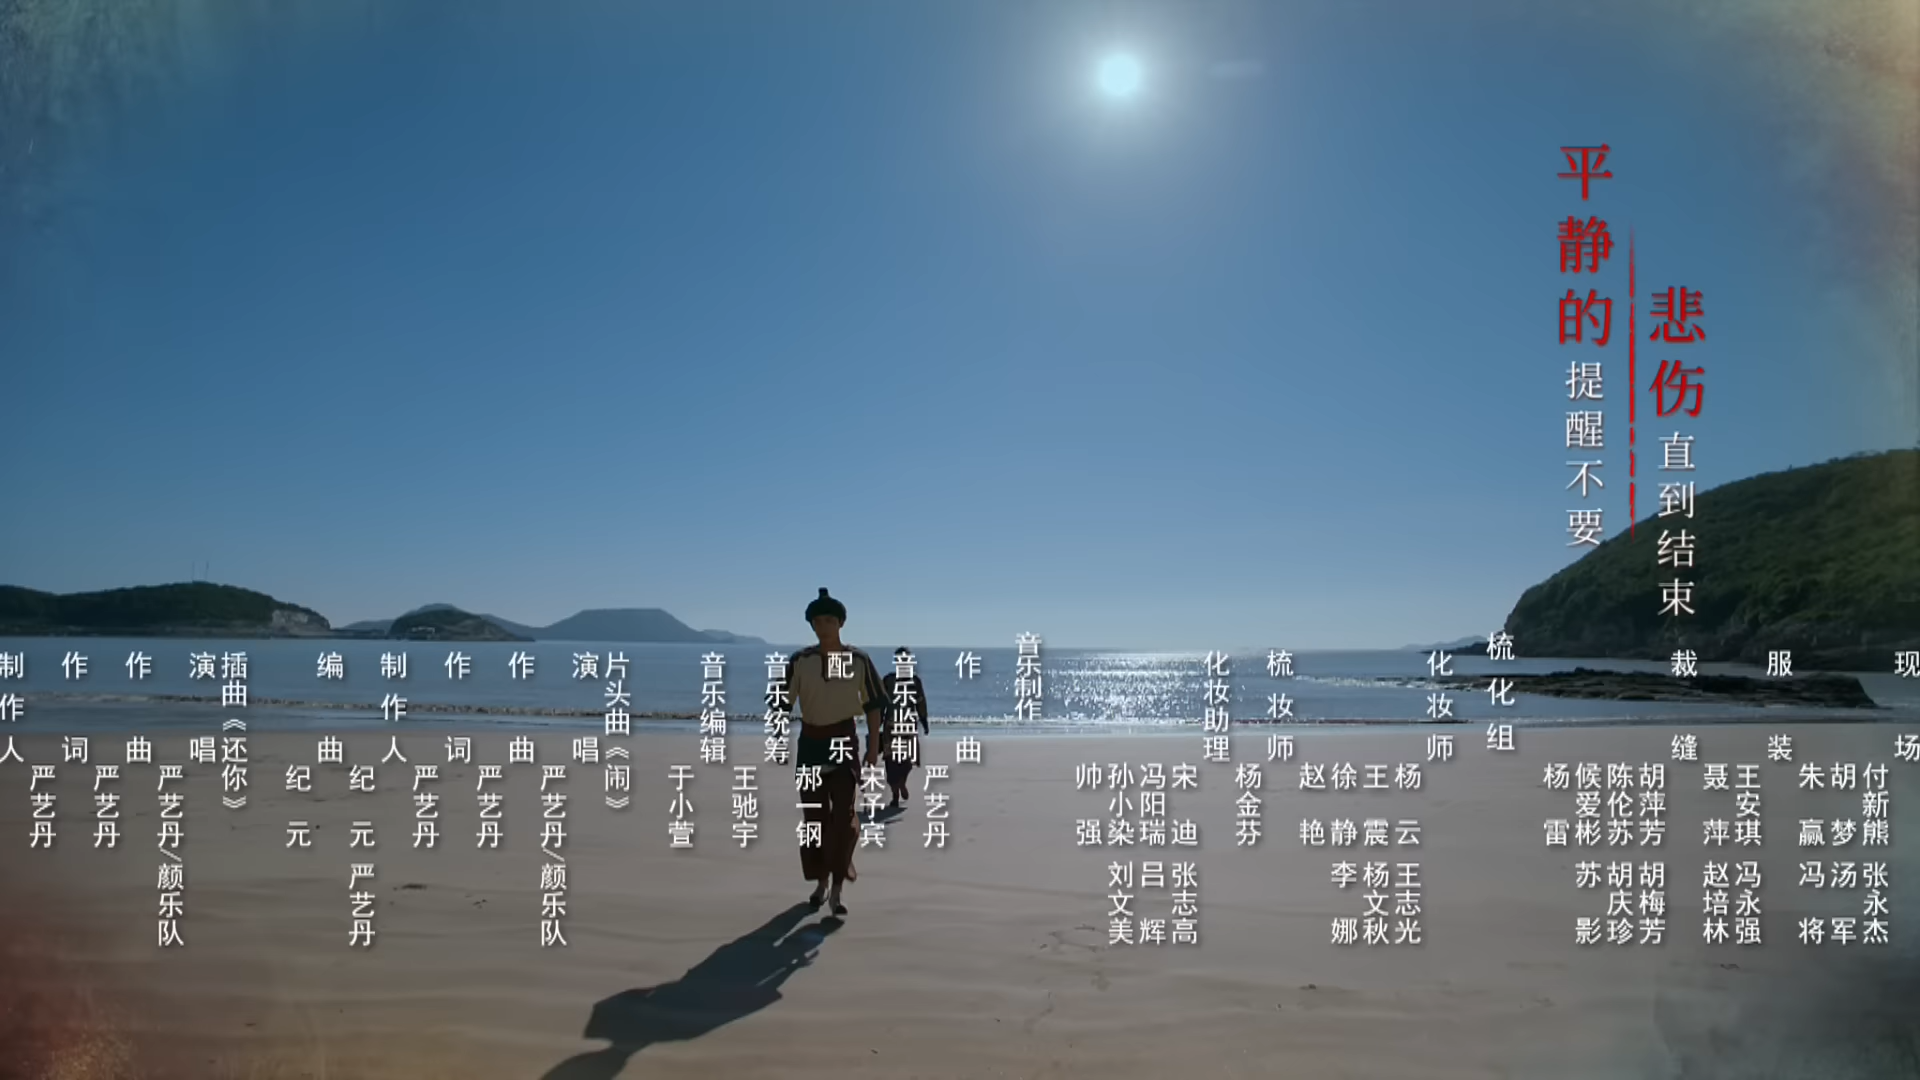 平静的提醒不要
悲伤直到结束
现场
付新熊 张永杰
胡梦 汤军
朱赢 冯将
服装
王安琪 冯永强
聂萍 赵培林
裁缝
胡萍芳 胡梅芳
陈伦苏 胡庆珍
候爱彬 苏影
杨雷
梳化组
化妆师
杨云 王志光
王震 杨文秋
徐静 李娜
赵艳
梳妆师
杨金芬
化妆助理
宋迪 张志高
冯阳瑞 吕辉
孙小染 刘文美
帅强
音乐制作
作曲
严艺丹
音乐监制
宋予宾
配乐
郝一钢
音乐统筹
王驰宇
音乐编辑
于小萱
片头曲《闹》
演唱
严艺丹/颜乐队
作曲
严艺丹
作词
严艺丹
制作人
纪元 严艺丹
编曲
纪元
插曲《还你》
演唱
严艺丹/颜乐队
作曲
严艺丹
作词
严艺丹
制作人